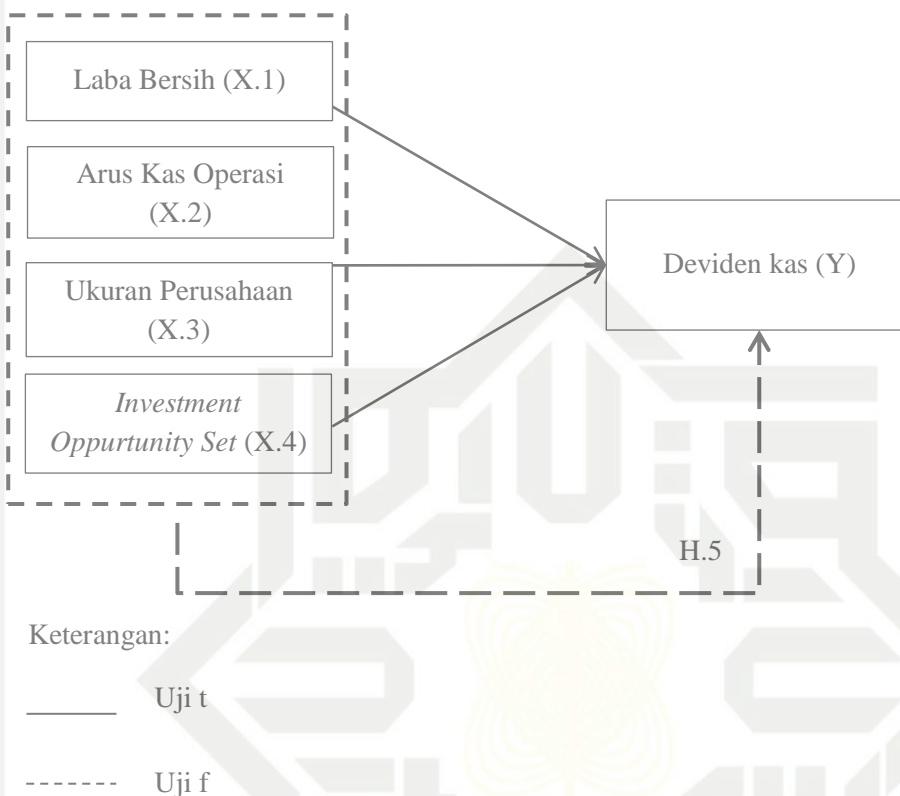 Laba Bersih (X.1)
Arus Kas Operasi
(X.2)
Ukuran Perusahaan
(X.3)
Investment
Oppurtunity Set (X.4)
Deviden kas (Y)
H.5
Keterangan:
Uji t
Uji f